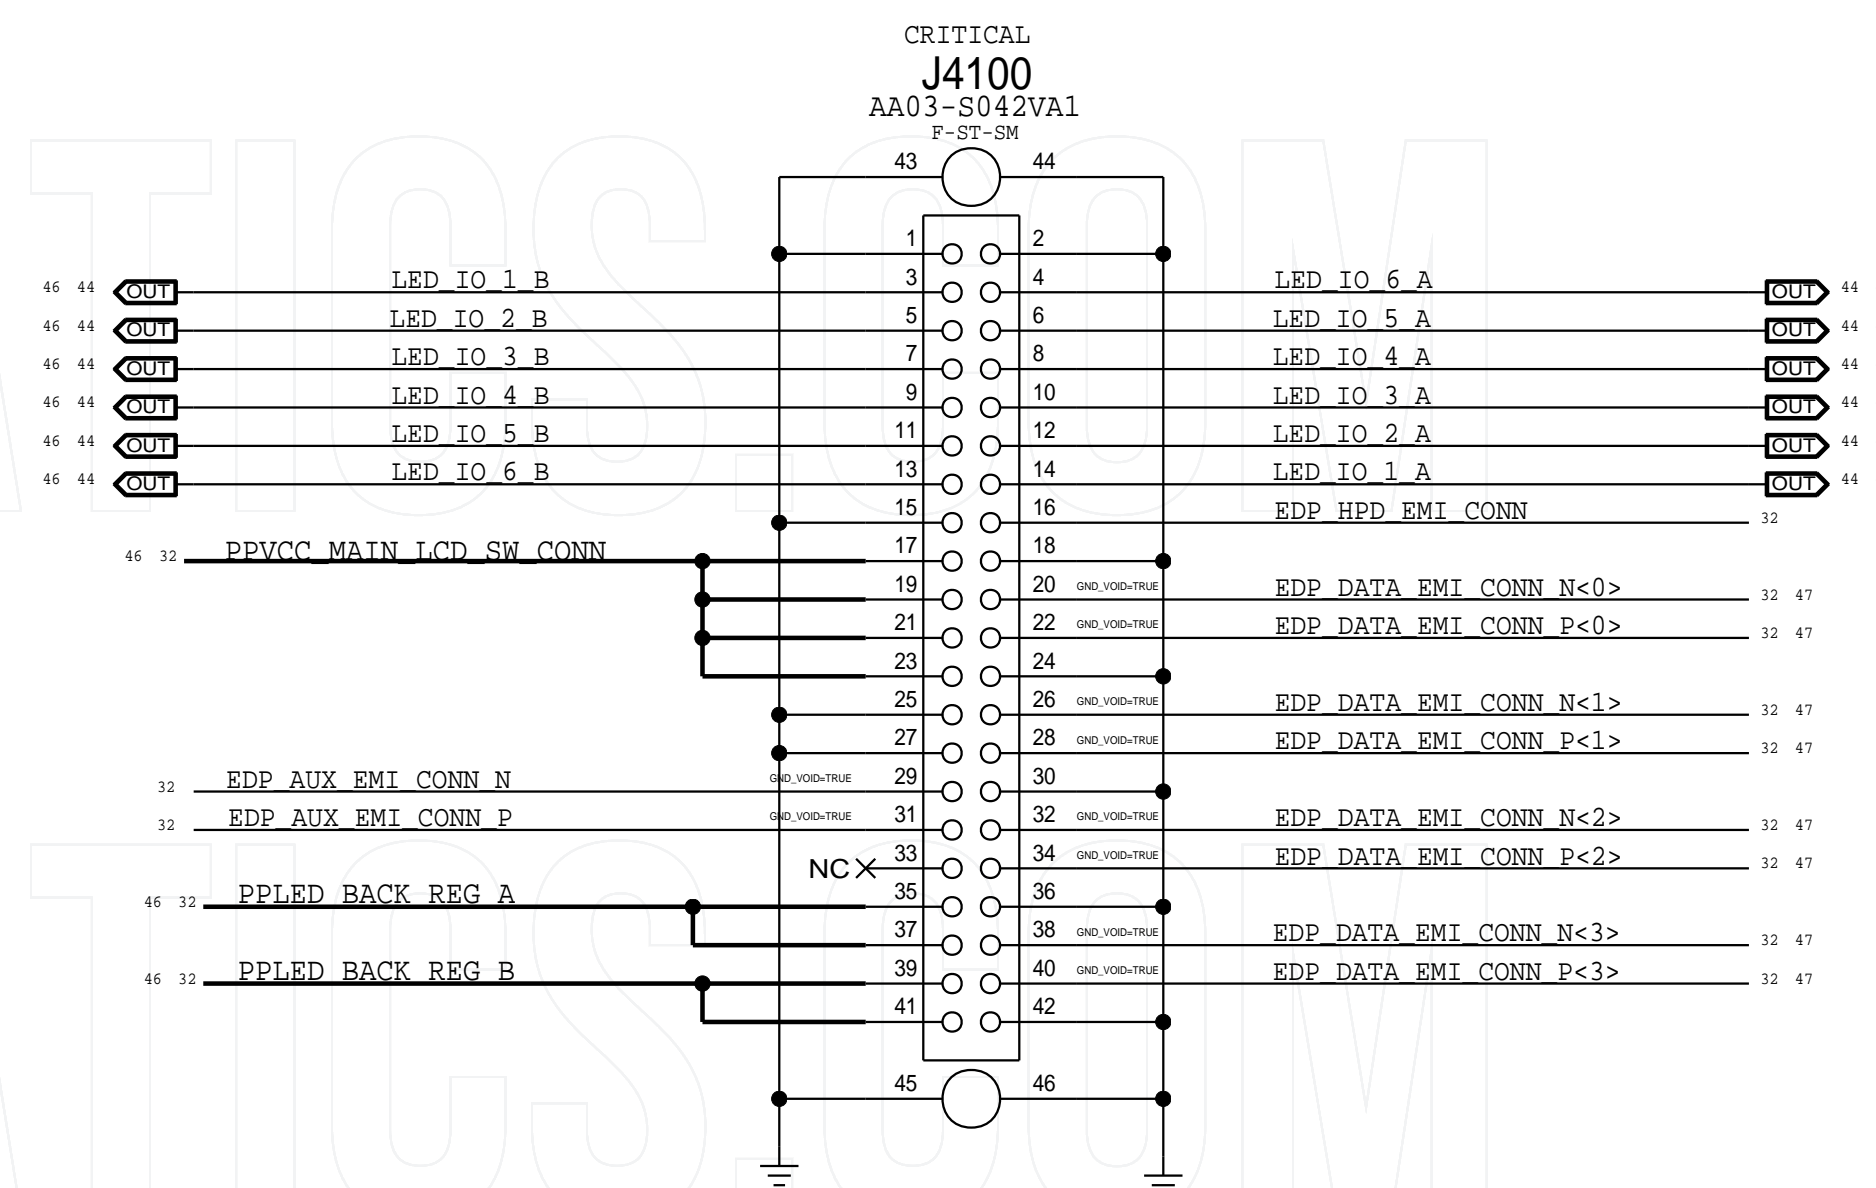 CRITICAL
J4100
AA03-S042VA1
F-ST-SM
43 44
1 2
46 44 OUT LED_IO_1_B 3 4 LED_IO_6_A OUT 44
46 44 OUT LED_IO_2_B 5 6 LED_IO_5_A OUT 44
46 44 OUT LED_IO_3_B 7 8 LED_IO_4_A OUT 44
46 44 OUT LED_IO_4_B 9 10 LED_IO_3_A OUT 44
46 44 OUT LED_IO_5_B 11 12 LED_IO_2_A OUT 44
46 44 OUT LED_IO_6_B 13 14 LED_IO_1_A OUT 44
15 16 EDP_HPD_EMI_CONN 32
46 32 PPVCC_MAIN_LCD_SW_CONN 17 18
19 20 GND_VOID=TRUE EDP_DATA_EMI_CONN_N<0> 32 47
21 22 GND_VOID=TRUE EDP_DATA_EMI_CONN_P<0> 32 47
23 24
25 26 GND_VOID=TRUE EDP_DATA_EMI_CONN_N<1> 32 47
27 28 GND_VOID=TRUE EDP_DATA_EMI_CONN_P<1> 32 47
32 EDP_AUX_EMI_CONN_N GND_VOID=TRUE 29 30
32 EDP_AUX_EMI_CONN_P GND_VOID=TRUE 31 32 GND_VOID=TRUE EDP_DATA_EMI_CONN_N<2> 32 47
NC 33 34 GND_VOID=TRUE EDP_DATA_EMI_CONN_P<2> 32 47
46 32 PPLED_BACK_REG_A 35 36
37 38 GND_VOID=TRUE EDP_DATA_EMI_CONN_N<3> 32 47
46 32 PPLED_BACK_REG_B 39 40 GND_VOID=TRUE EDP_DATA_EMI_CONN_P<3> 32 47
41 42
45 46
ATICS.COM
ATICS.COM